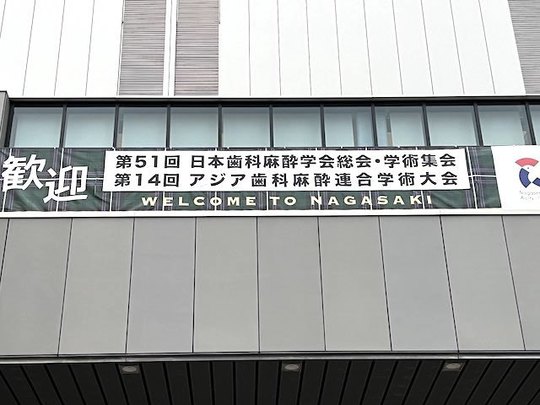 歓迎
第51回 日本歯科麻酔学会総会・学術集会
第14回 アジア歯科麻酔連合学術大会
WELCOME TO NAGASAKI